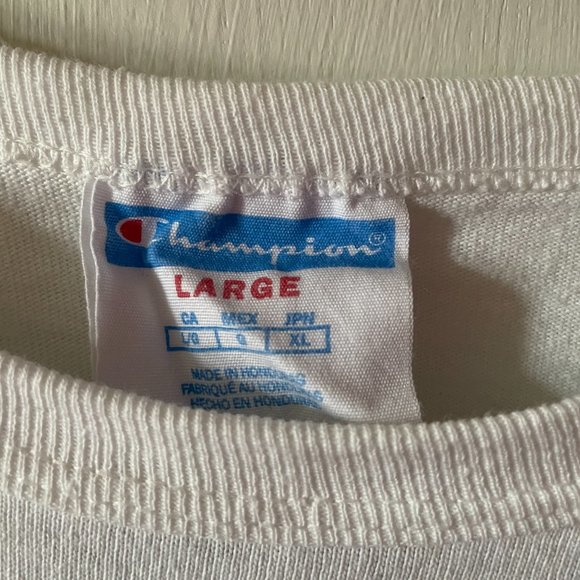 Champion®
LARGE
CA MEX JPN
L/G G XL
MADE IN HONDURAS
FABRIQUÉ AU HONDURAS
HECHO EN HONDURAS